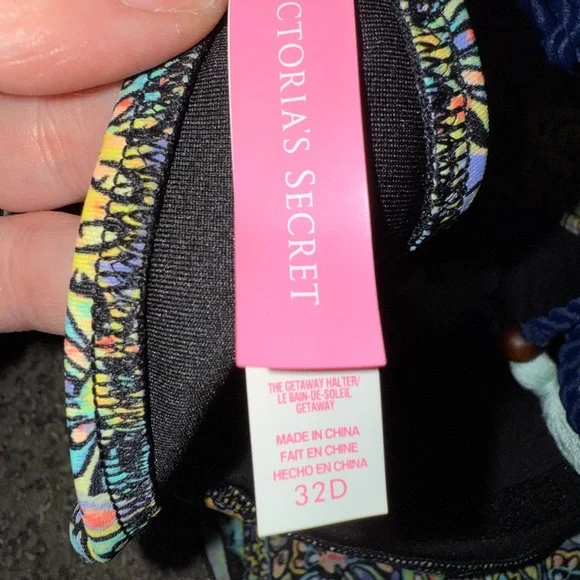 CTORIA'S SECRET
THE GETAWAY HALTER/
LE BAIN-DE-SOLEIL
GETAWAY
MADE IN CHINA
FAIT EN CHINE
HECHO EN CHINA
32D